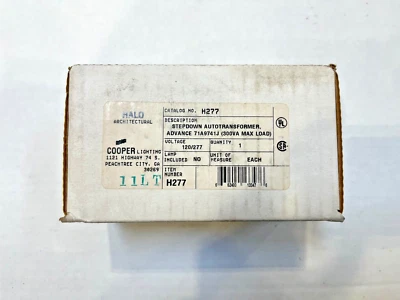 HALO
ARCHITECTURAL
COOPER LIGHTING
1121 HIGHWAY 74 S.
PEACHTREE CITY, GA
30269
11LT
CATALOG NO. H277
DESCRIPTION
STEPDOWN AUTOTRANSFORMER,
ADVANCE 71A9741J (300VA MAX LOAD)
VOLTAGE QUANTITY
120/277 1
LAMP INCLUDED NO UNIT OF MEASURE EACH
ITEM NUMBER
H277